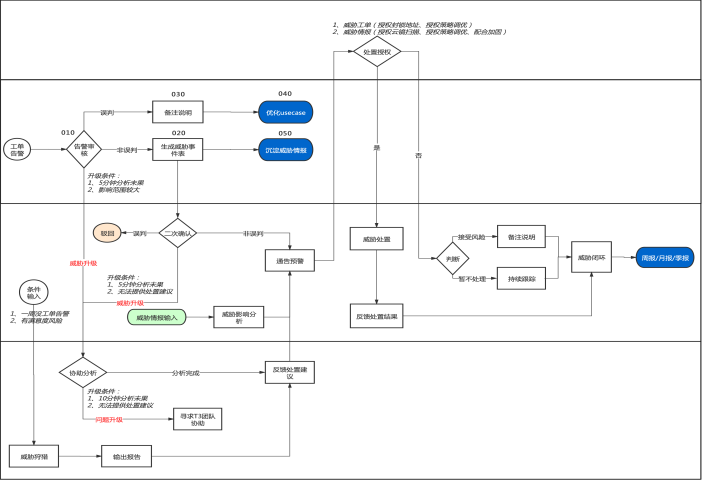 1、威胁工单（授权封锁地址、授权策略调优）
2、威胁情报（授权云镜扫描、授权策略调优、配合加固）
处置授权
040
030
误判
备注说明
优化usecase
010
020
050
工单
告警
告警审
核
非误判
生成威胁事
件表
沉淀威胁情报
是
否
升级条件：
1、5分钟分析未果
2、影响范围较大
驳回
误判
二次确认
非误判
威胁处置
接受风险
备注说明
通告预警
判断
威胁闭环
周报/月报/季报
威胁升级
暂不处理
持续跟踪
升级条件：
1、5分钟分析未果
2、无法提供处置建议
条件
输入
威胁升级
1、一周没工单告警
2、有满意度风险
威胁情报输入
威胁影响分
析
反馈处置结果
协助分析
分析完成
反馈处置建
议
升级条件：
1、10分钟分析未果
2、无法提供处置建议
问题升级
寻求T3团队
协助
威胁狩猎
输出报告